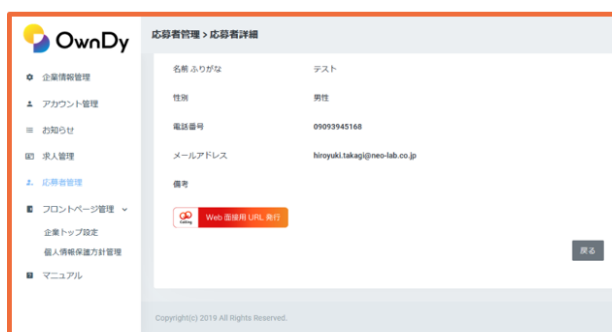 OwnDy
応募者管理 > 応募者詳細
企業情報管理
アカウント管理
お知らせ
求人管理
応募者管理
フロントページ管理
企業トップ設定
個人情報保護方針管理
マニュアル
名前 ふりがな テスト
性別 男性
電話番号 09093945168
メールアドレス hiroyuki.takagi@neo-lab.co.jp
備考
Web 面接用 URL 発行
戻る
Copyright(c) 2019 All Rights Reserved.